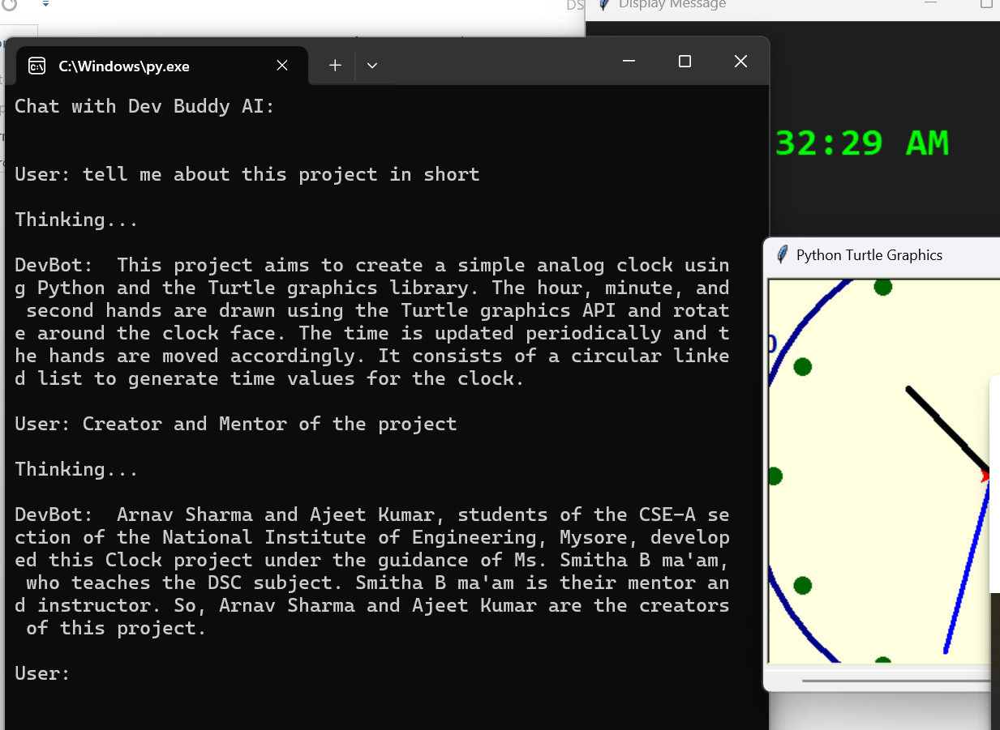 DS
Display Message
C:\Windows\py.exe
Chat with Dev Buddy AI:
User: tell me about this project in short
Thinking...
DevBot:  This project aims to create a simple analog clock usin
g Python and the Turtle graphics library. The hour, minute, and
 second hands are drawn using the Turtle graphics API and rotat
e around the clock face. The time is updated periodically and t
he hands are moved accordingly. It consists of a circular linke
d list to generate time values for the clock.
User: Creator and Mentor of the project
Thinking...
DevBot:  Arnav Sharma and Ajeet Kumar, students of the CSE-A se
ction of the National Institute of Engineering, Mysore, develop
ed this Clock project under the guidance of Ms. Smitha B ma'am,
 who teaches the DSC subject. Smitha B ma'am is their mentor an
d instructor. So, Arnav Sharma and Ajeet Kumar are the creators
 of this project.
User:
32:29 AM
Python Turtle Graphics